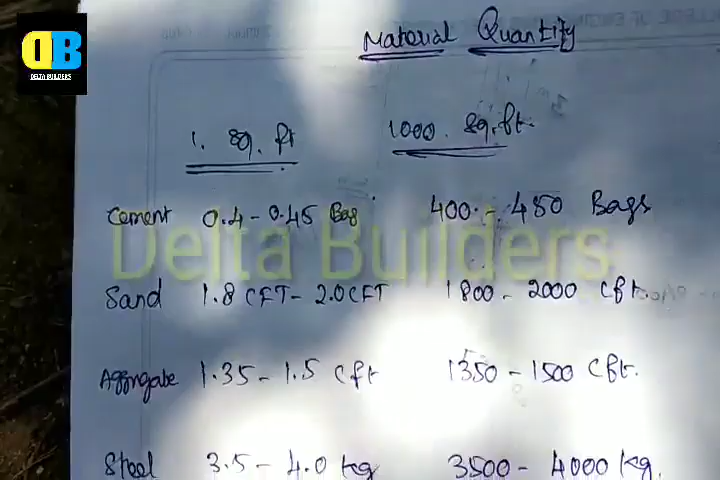 DB
DELTA BUILDERS
Material Quantity
1. Sq. ft 1000. Sq.ft.
Cement 0.4 - 0.45 Bag 400 - 450 Bags
Delta Builders
Sand 1.8 CFT - 2.0 CFT 1800 - 2000 Cft.
Aggregate 1.35 - 1.5 Cft 1350 - 1500 Cft.
Steel 3.5 - 4.0 kg 3500 - 4000 kg.